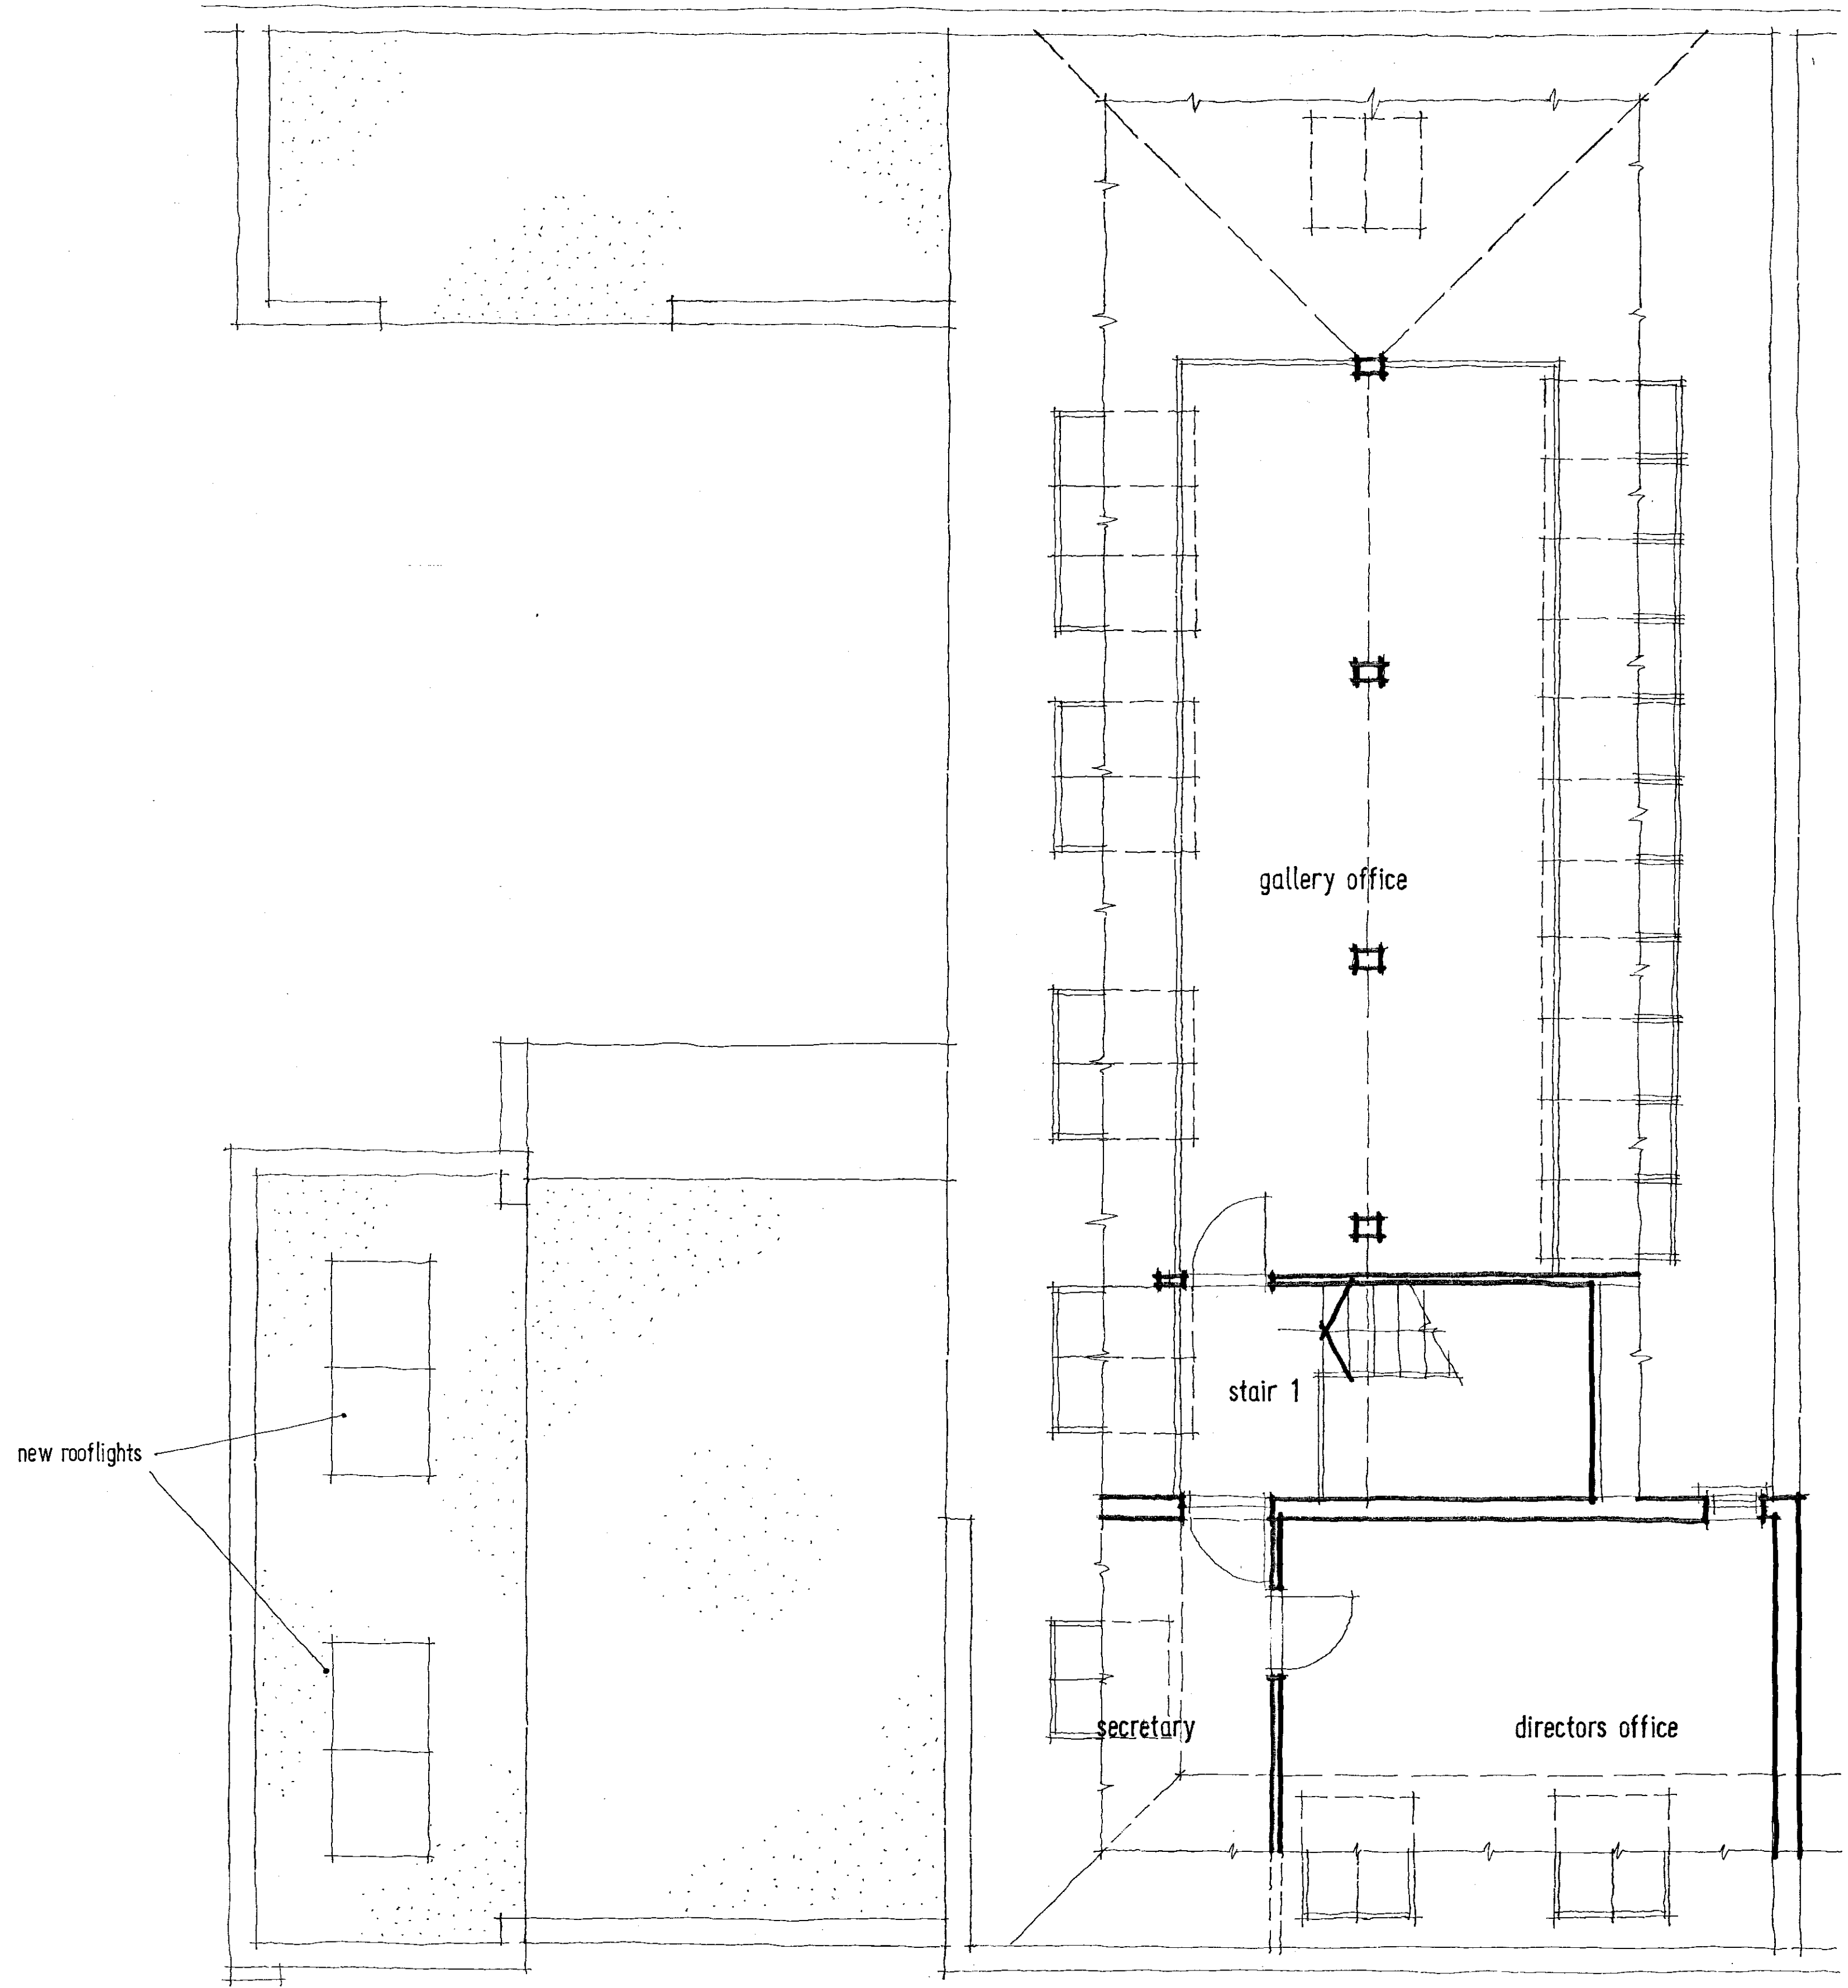 gallery office
stair 1
new rooflights
secretary
directors office